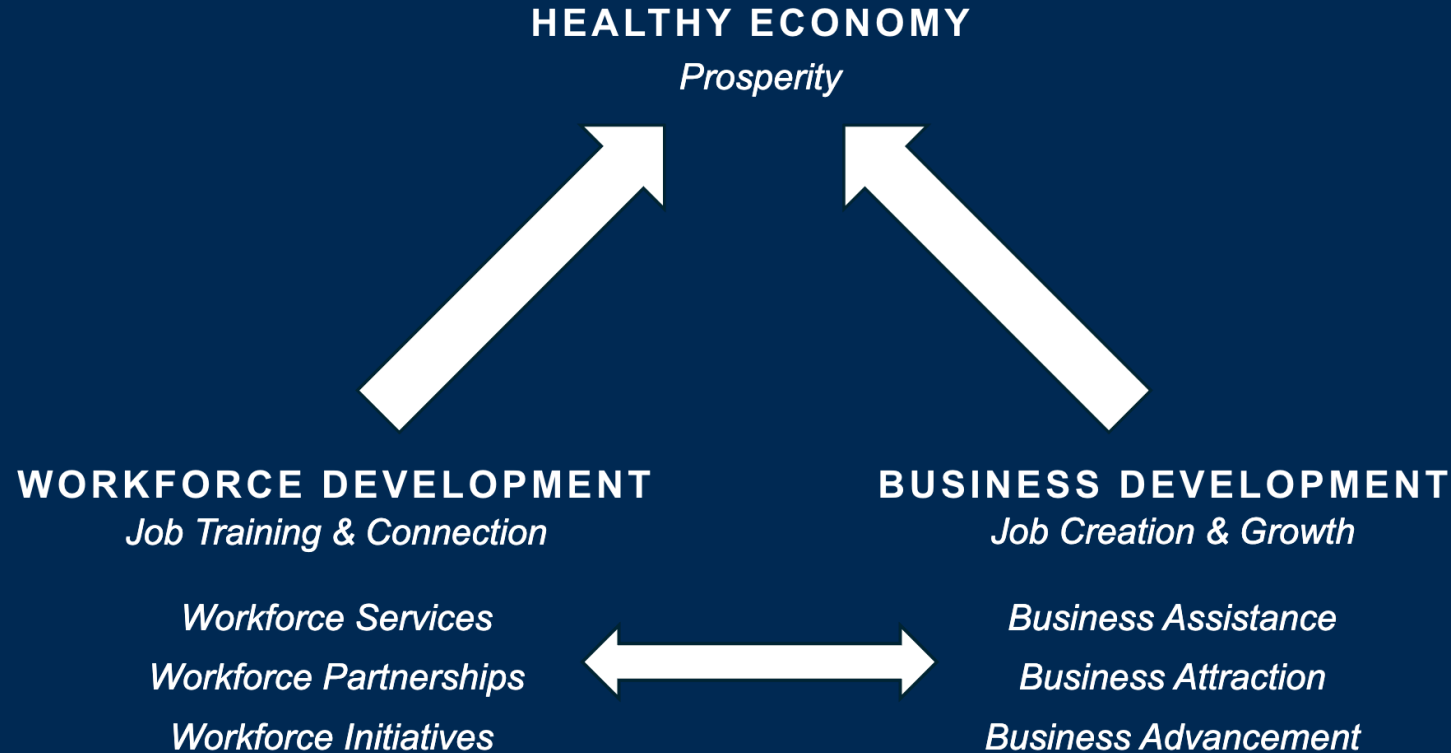 HEALTHY ECONOMY
Prosperity
WORKFORCE DEVELOPMENT
Job Training & Connection
Workforce Services
Workforce Partnerships
Workforce Initiatives
BUSINESS DEVELOPMENT
Job Creation & Growth
Business Assistance
Business Attraction
Business Advancement